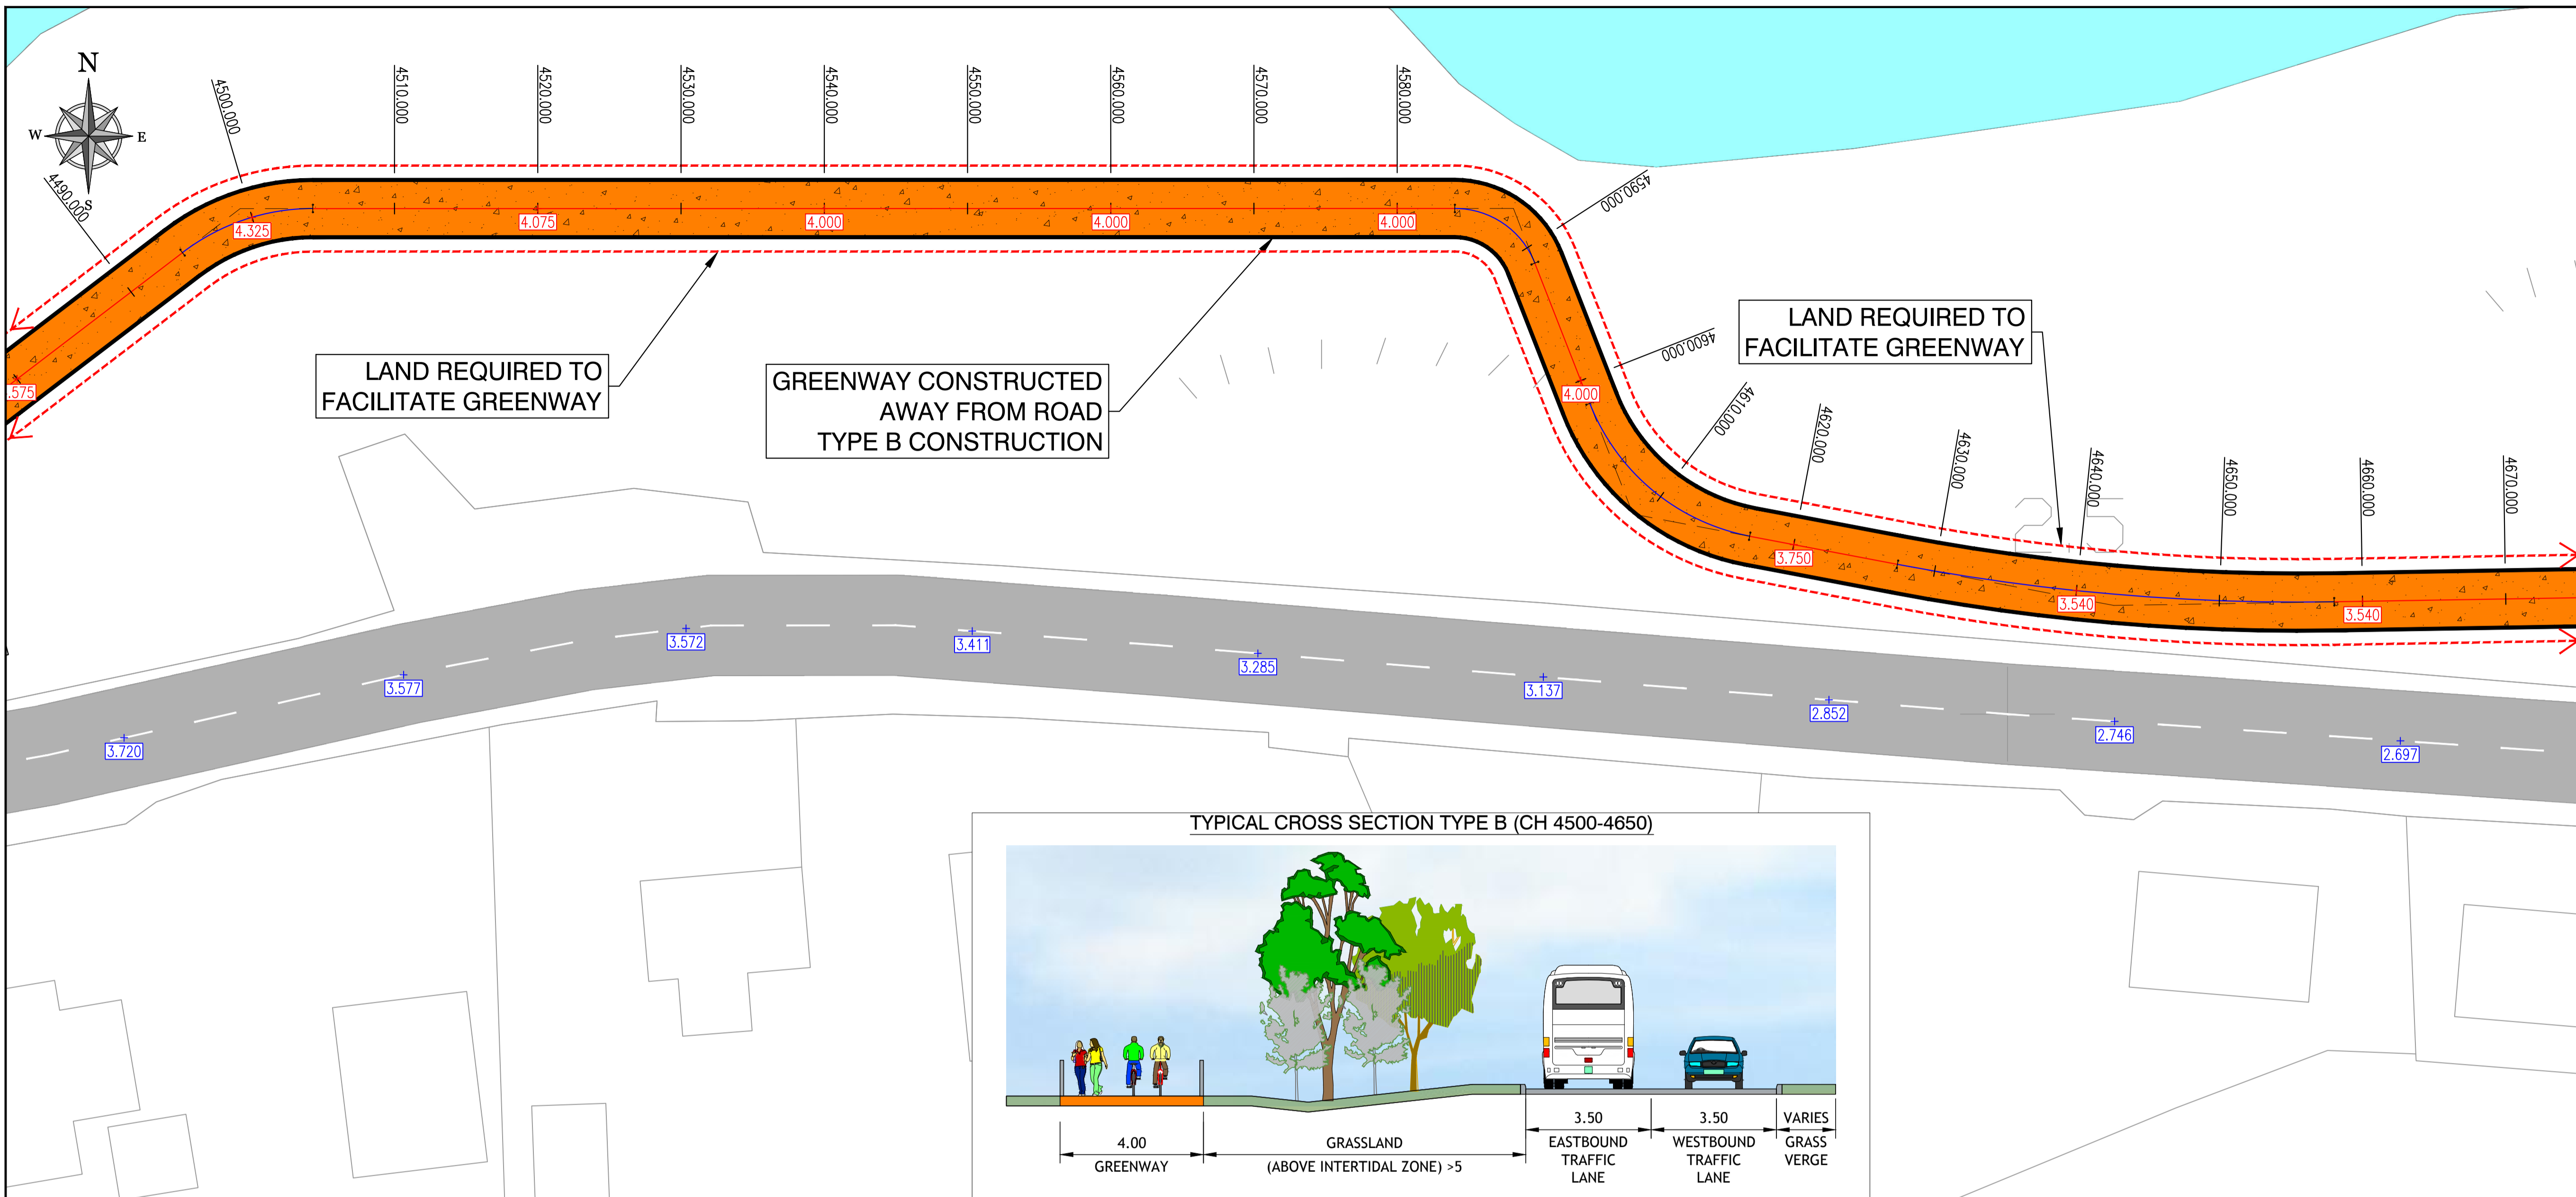 N
W
E
S
4490.000
4500.000
4510.000
4520.000
4530.000
4540.000
4550.000
4560.000
4570.000
4580.000
4590.000
4600.000
4610.000
4620.000
4630.000
4640.000
4650.000
4660.000
4670.000
.575
4.325
4.075
4.000
4.000
4.000
4.000
3.750
3.540
3.540
LAND REQUIRED TO
FACILITATE GREENWAY
GREENWAY CONSTRUCTED
AWAY FROM ROAD
TYPE B CONSTRUCTION
LAND REQUIRED TO
FACILITATE GREENWAY
25
3.720
3.577
3.572
3.411
3.285
3.137
2.852
2.746
2.697
TYPICAL CROSS SECTION TYPE B (CH 4500-4650)
4.00
GREENWAY
GRASSLAND
(ABOVE INTERTIDAL ZONE) >5
3.50
EASTBOUND
TRAFFIC
LANE
3.50
WESTBOUND
TRAFFIC
LANE
VARIES
GRASS
VERGE